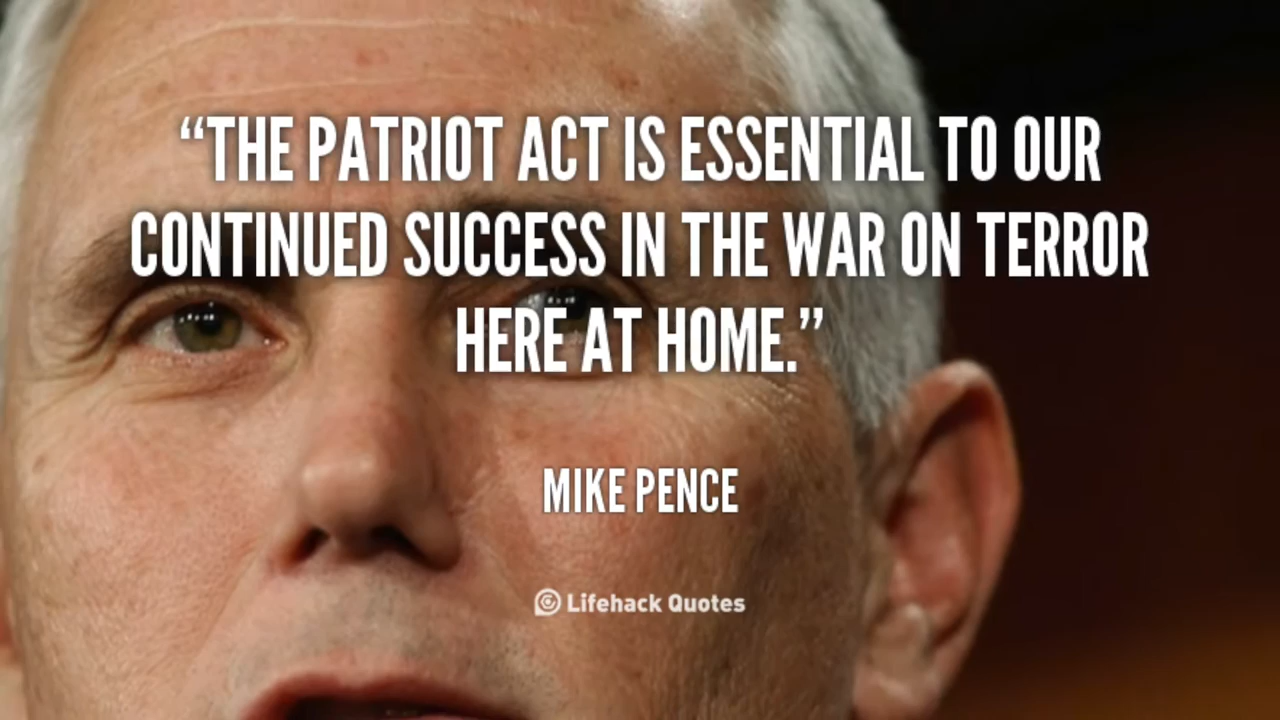 “THE PATRIOT ACT IS ESSENTIAL TO OUR
CONTINUED SUCCESS IN THE WAR ON TERROR
HERE AT HOME.”
MIKE PENCE
Lifehack Quotes